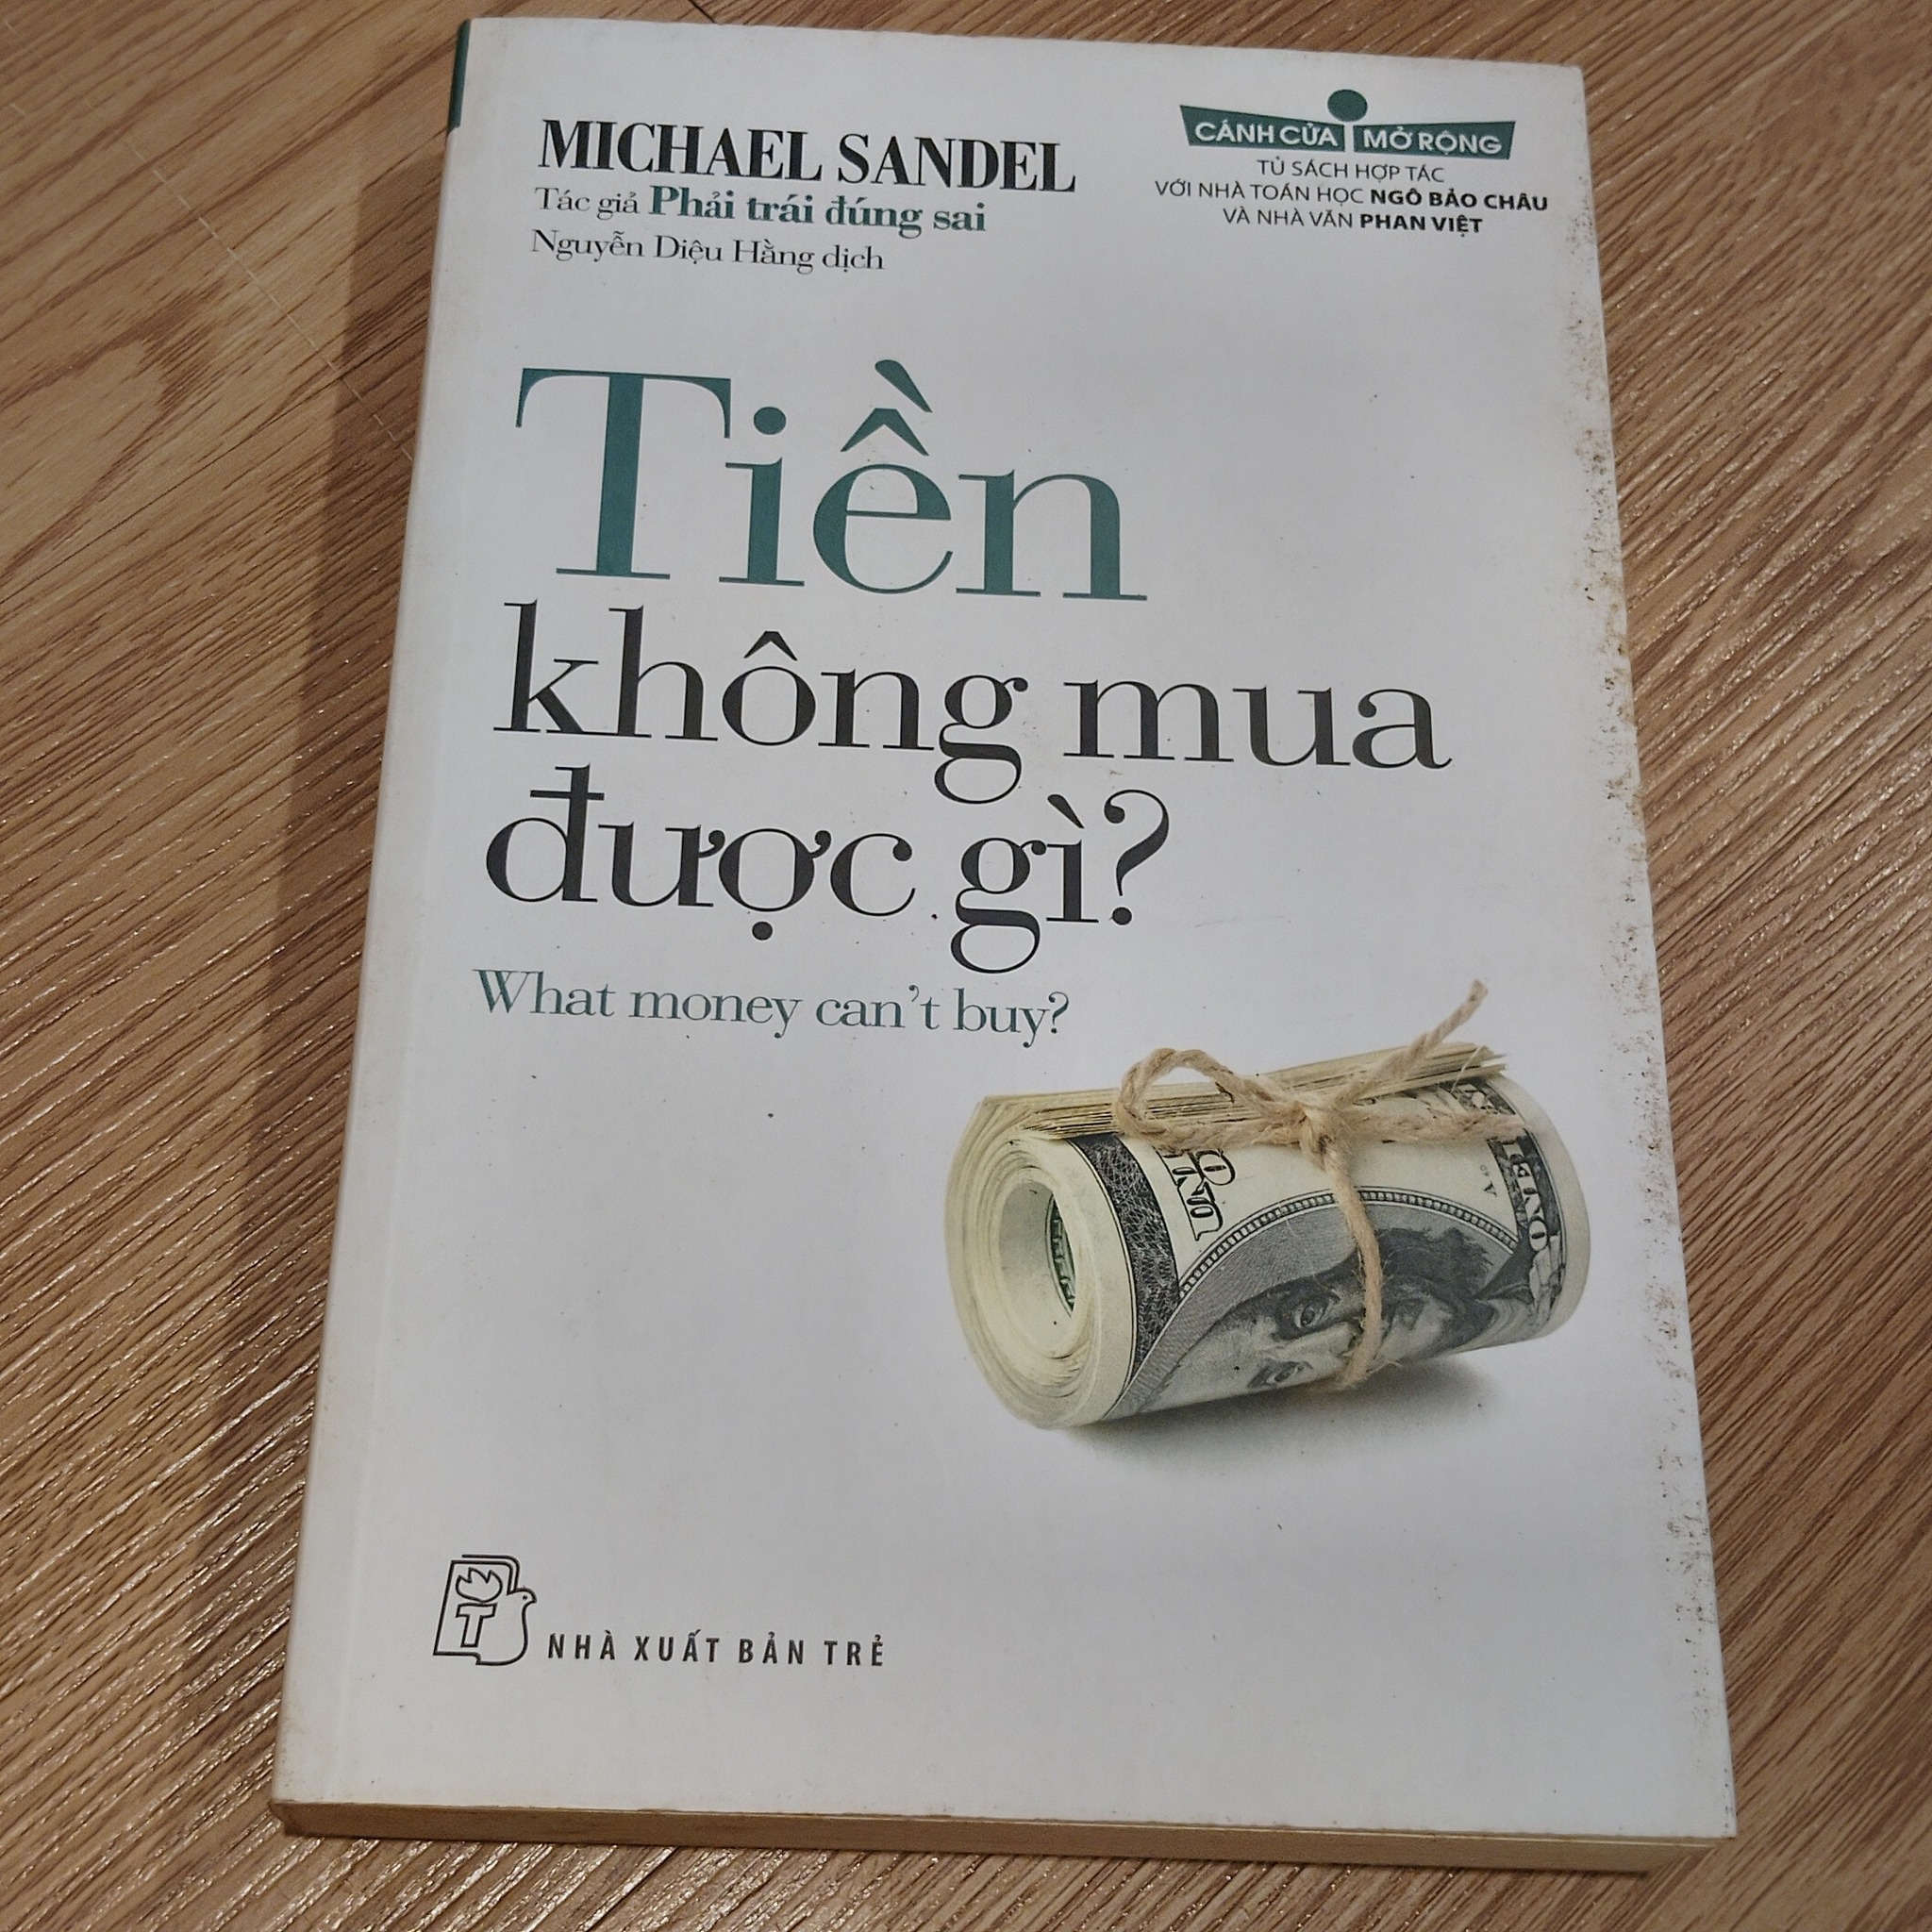 MICHAEL SANDEL
Tác giả Phải trái đúng sai
Nguyễn Diệu Hằng dịch
CÁNH CỬA MỞ RỘNG
TỦ SÁCH HỢP TÁC
VỚI NHÀ TOÁN HỌC NGÔ BẢO CHÂU
VÀ NHÀ VĂN PHAN VIỆT
Tiền
không mua
được gì?
What money can't buy?
NHÀ XUẤT BẢN TRẺ